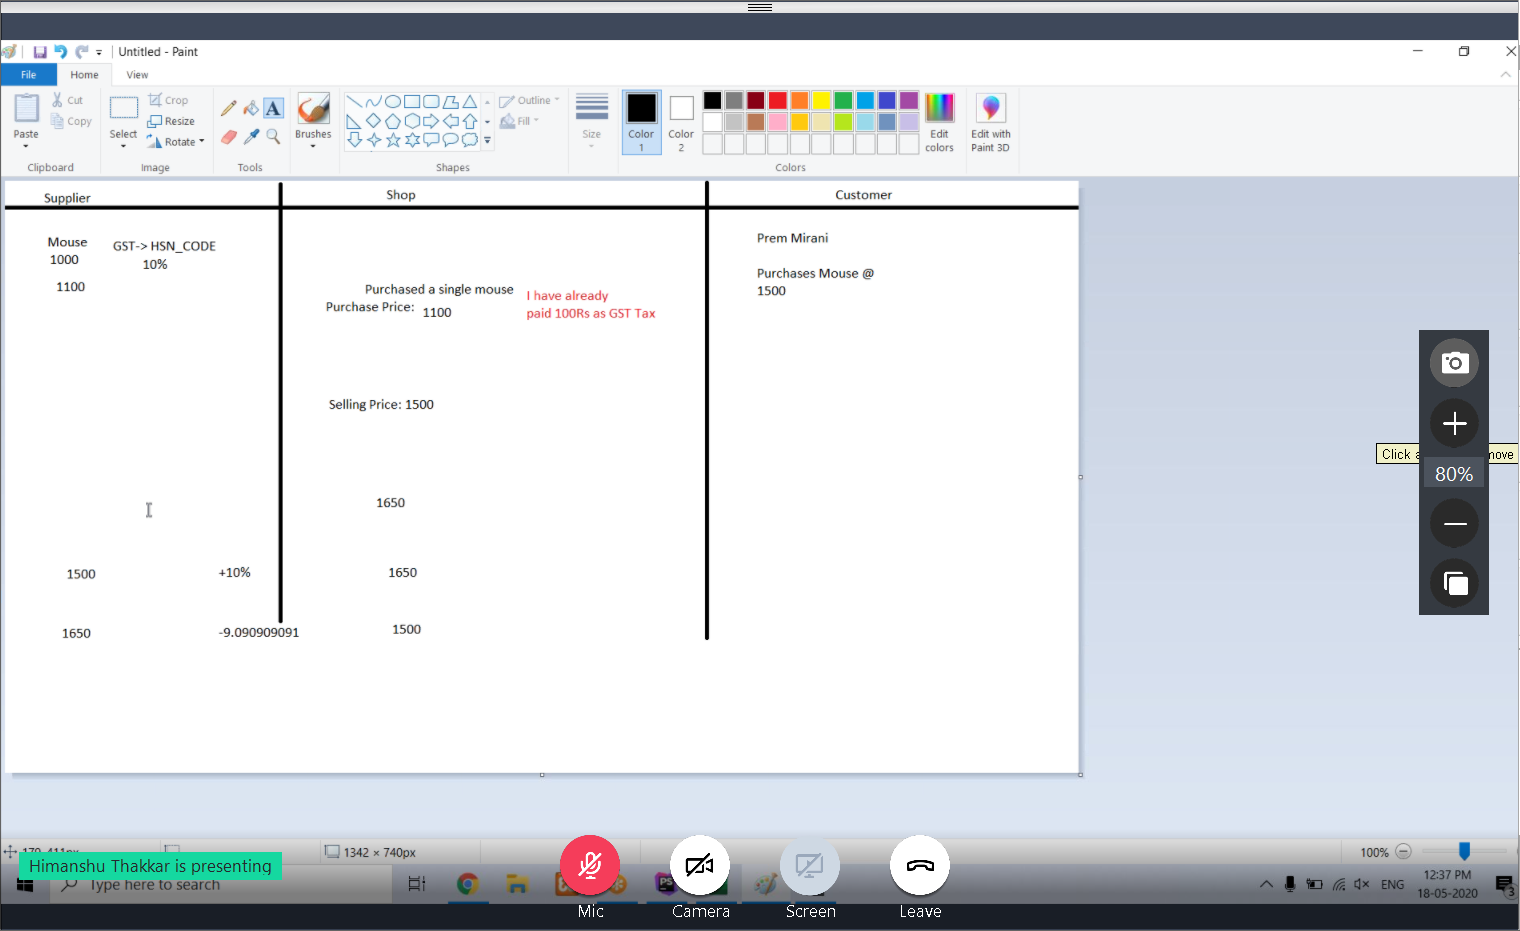 Untitled - Paint
File
Home
View
Paste
Cut
Copy
Clipboard
Select
Crop
Resize
Rotate
Image
Tools
Brushes
Shapes
Outline
Fill
Size
Color
1
Color
2
Edit
colors
Edit with
Paint 3D
Colors
Supplier
Shop
Customer
Mouse
1000
GST-> HSN_CODE
10%
1100
Purchased a single mouse
Purchase Price: 1100
I have already
paid 100Rs as GST Tax
Prem Mirani
Purchases Mouse @
1500
Selling Price: 1500
1650
1500 +10% 1650
1650 -9.090909091 1500
Click
move
80%
1342 × 740px
100%
Himanshu Thakkar is presenting
Type here to search
PS
Mic
Camera
Screen
Leave
ENG
12:37 PM
18-05-2020
3